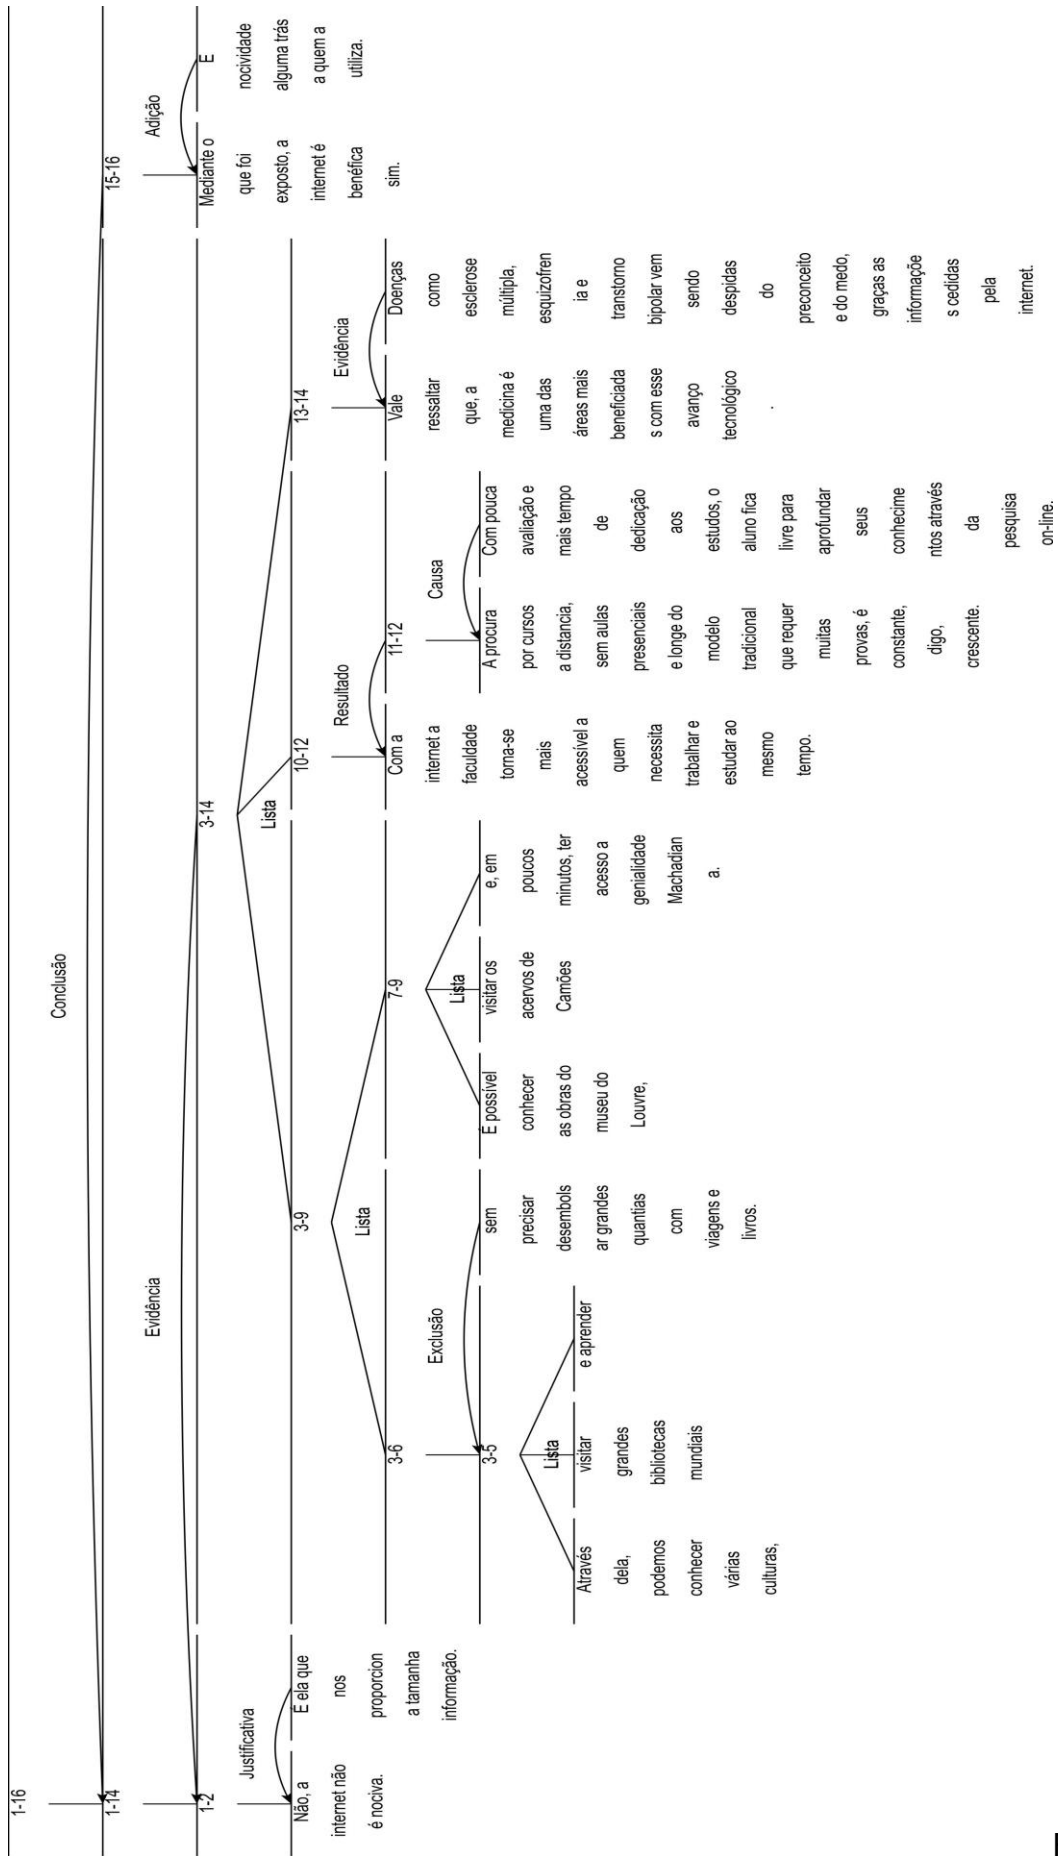 1-16
Conclusão
1-14
15-16
Evidência
Adição
1-2
3-14
Mediante o
que foi
exposto, a
internet é
benéfica
sim.
E
nocividade
alguma trás
a quem a
utiliza.
Justificativa
Lista
Não, a
internet não
é nociva.
E ela que
nos
proporcion
a tamanha
informação.
3-9
10-12
13-14
Lista
Resultado
Evidência
3-6
7-9
Com a
internet a
faculdade
torna-se
mais
acessível a
quem
necessita
trabalhar e
estudar ao
mesmo
tempo.
11-12
Vale
ressaltar
que, a
medicina é
uma das
áreas mais
beneficiada
s com esse
avanço
tecnológico
.
Doenças
como
esclerose
múltipla,
esquizofren
ia e
transtorno
bipolar vem
sendo
despidas
do
preconceito
e do medo,
graças as
informaçõe
s cedidas
pela
internet.
Exclusão
Lista
Causa
3-5
sem
precisar
desembols
ar grandes
quantias
com
viagens e
livros.
E possível
conhecer
as obras do
museu do
Louvre,
visitar os
acervos de
Camões
e, em
poucos
minutos, ter
acesso a
genialidade
Machadian
a.
A procura
por cursos
a distancia,
sem aulas
presenciais
e longe do
modelo
tradicional
que requer
muitas
provas, é
constante,
digo,
crescente.
Com pouca
avaliação e
mais tempo
de
dedicação
aos
estudos, o
aluno fica
livre para
aprofundar
seus
conhecime
ntos através
da
pesquisa
on-line.
Lista
Através
dela,
podemos
conhecer
várias
culturas,
visitar
grandes
bibliotecas
mundiais
e aprender